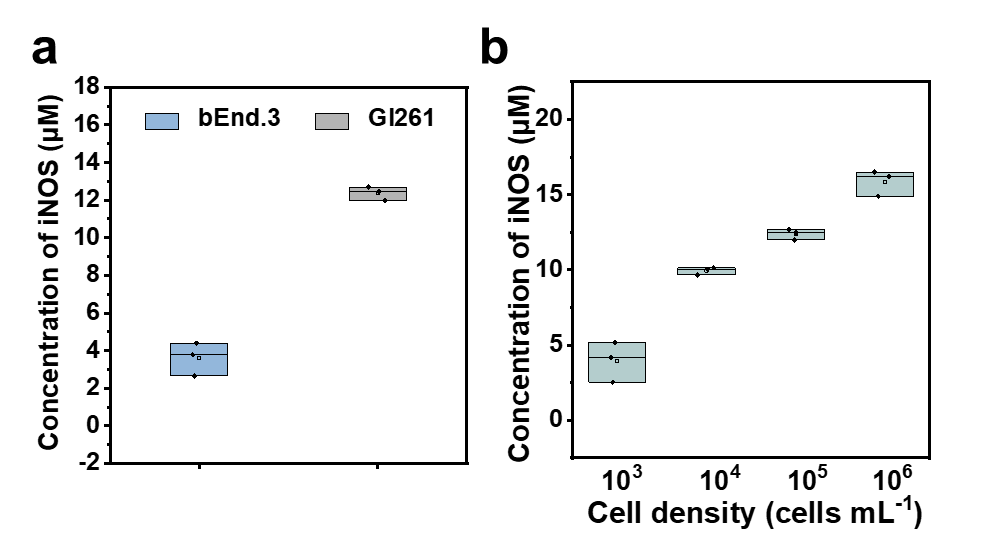 a
18
16
14
12
10
8
6
4
2
0
-2
Concentration of iNOS (µM)
bEnd.3
Gl261
b
20
15
10
5
0
Concentration of iNOS (µM)
10³ 10⁴ 10⁵ 10⁶
Cell density (cells mL⁻¹)